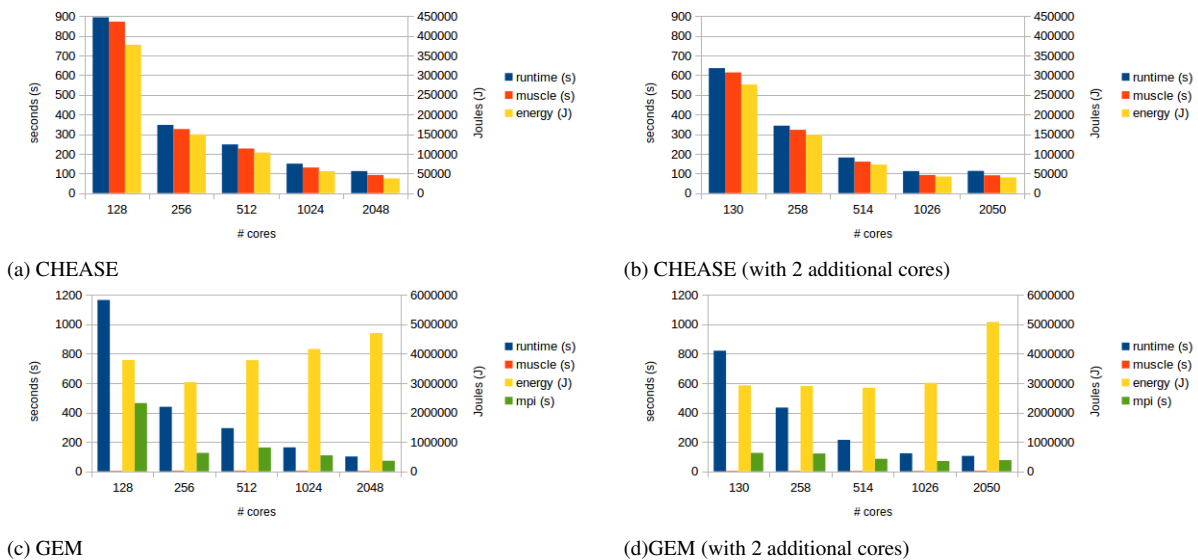 900
800
700
600
500
400
300
200
100
0
seconds (s)
450000
400000
350000
300000
250000
200000
150000
100000
50000
0
Joules (J)
128 256 512 1024 2048
# cores
runtime (s)
muscle (s)
energy (J)
(a) CHEASE
900
800
700
600
500
400
300
200
100
0
seconds (s)
450000
400000
350000
300000
250000
200000
150000
100000
50000
0
Joules (J)
130 258 514 1026 2050
# cores
runtime (s)
muscle (s)
energy (J)
(b) CHEASE (with 2 additional cores)
1200
1000
800
600
400
200
0
seconds (s)
6000000
5000000
4000000
3000000
2000000
1000000
0
Joules (J)
128 256 512 1024 2048
# cores
runtime (s)
muscle (s)
energy (J)
mpi (s)
(c) GEM
1200
1000
800
600
400
200
0
seconds (s)
6000000
5000000
4000000
3000000
2000000
1000000
0
Joules (J)
130 258 514 1026 2050
# cores
runtime (s)
muscle (s)
energy (J)
mpi (s)
(d)GEM (with 2 additional cores)